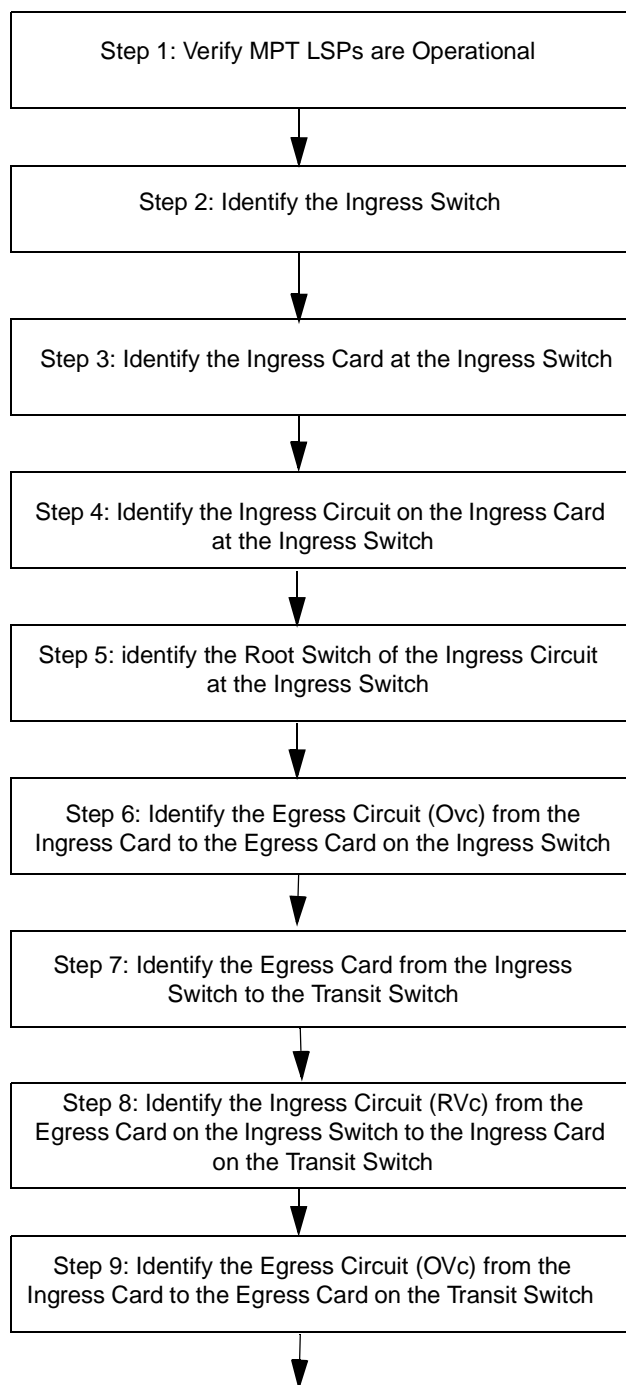 Step 1: Verify MPT LSPs are Operational
Step 2: Identify the Ingress Switch
Step 3: Identify the Ingress Card at the Ingress Switch
Step 4: Identify the Ingress Circuit on the Ingress Card
at the Ingress Switch
Step 5: identify the Root Switch of the Ingress Circuit
at the Ingress Switch
Step 6: Identify the Egress Circuit (Ovc) from the
Ingress Card to the Egress Card on the Ingress Switch
Step 7: Identify the Egress Card from the Ingress
Switch to the Transit Switch
Step 8: Identify the Ingress Circuit (RVc) from the
Egress Card on the Ingress Switch to the Ingress Card
on the Transit Switch
Step 9: Identify the Egress Circuit (OVc) from the
Ingress Card to the Egress Card on the Transit Switch